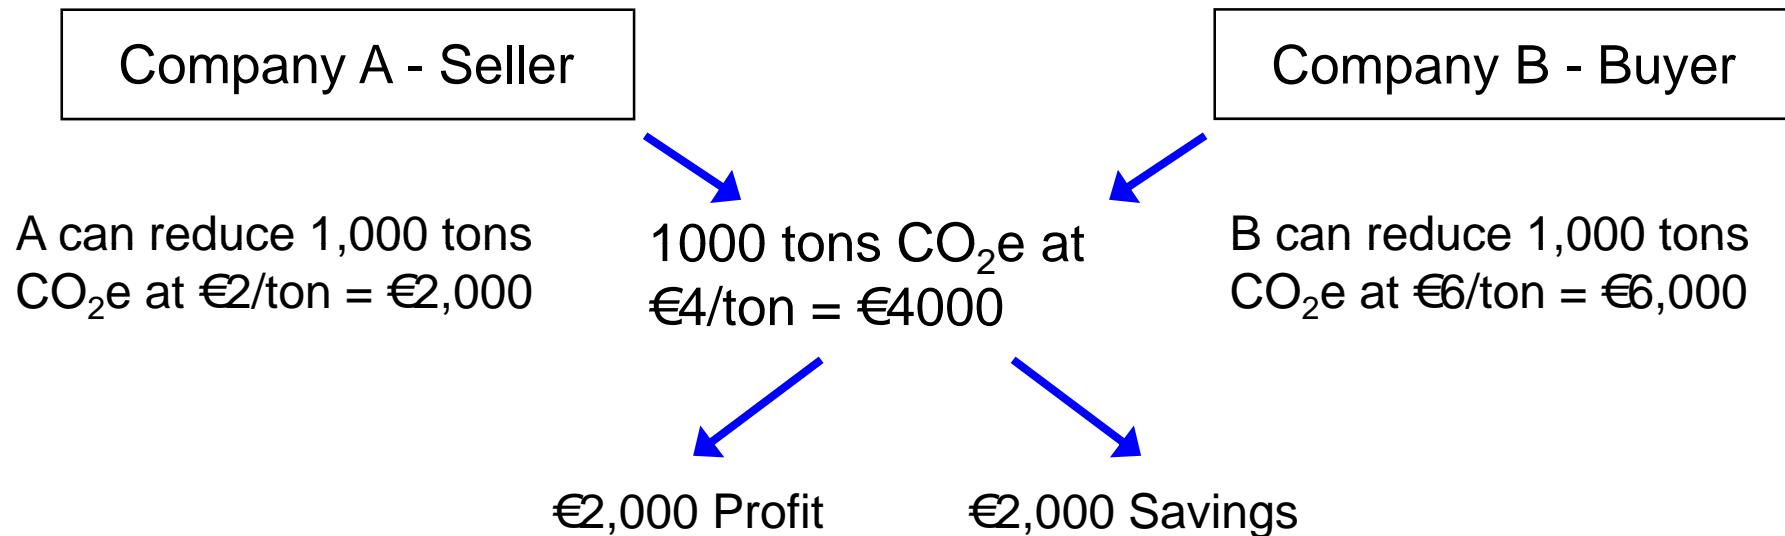 Company A - Seller
Company B - Buyer
A can reduce 1,000 tons
CO₂e at €2/ton = €2,000
1000 tons CO₂e at
€4/ton = €4000
B can reduce 1,000 tons
CO₂e at €6/ton = €6,000
€2,000 Profit
€2,000 Savings